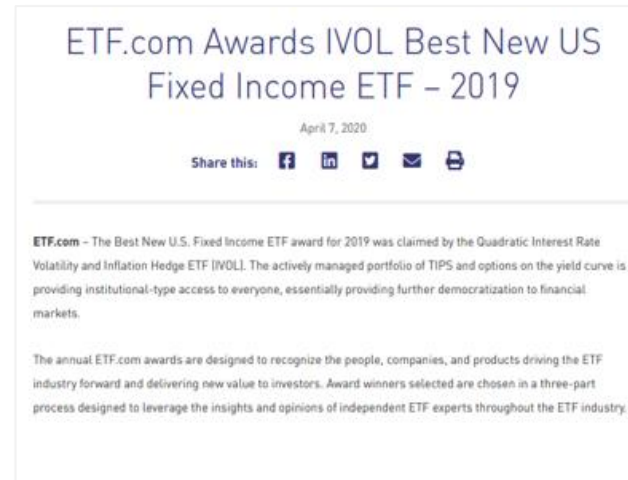 ETF.com Awards IVOL Best New US
Fixed Income ETF – 2019
April 7, 2020
Share this:
ETF.com – The Best New U.S. Fixed Income ETF award for 2019 was claimed by the Quadratic Interest Rate
Volatility and Inflation Hedge ETF (IVOL). The actively managed portfolio of TIPS and options on the yield curve is
providing institutional-type access to everyone, essentially providing further democratization to financial
markets.
The annual ETF.com awards are designed to recognize the people, companies, and products driving the ETF
industry forward and delivering new value to investors. Award winners selected are chosen in a three-part
process designed to leverage the insights and opinions of independent ETF experts throughout the ETF industry.